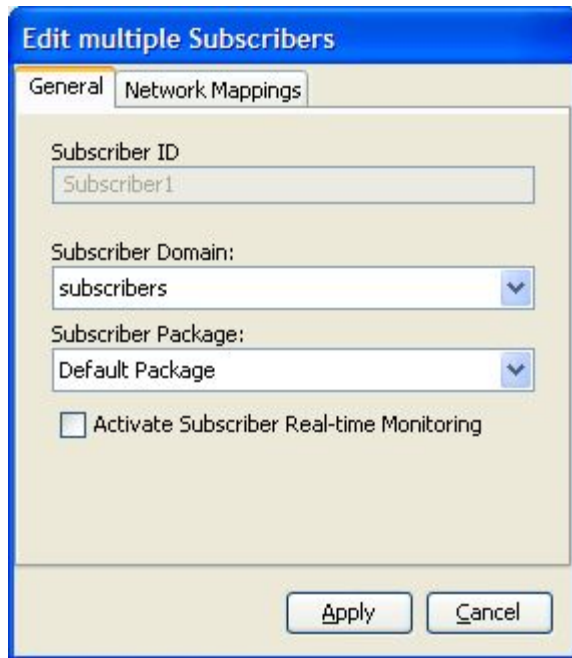 Edit multiple Subscribers
General Network Mappings
Subscriber ID
Subscriber1
Subscriber Domain:
subscribers
Subscriber Package:
Default Package
Activate Subscriber Real-time Monitoring
Apply Cancel